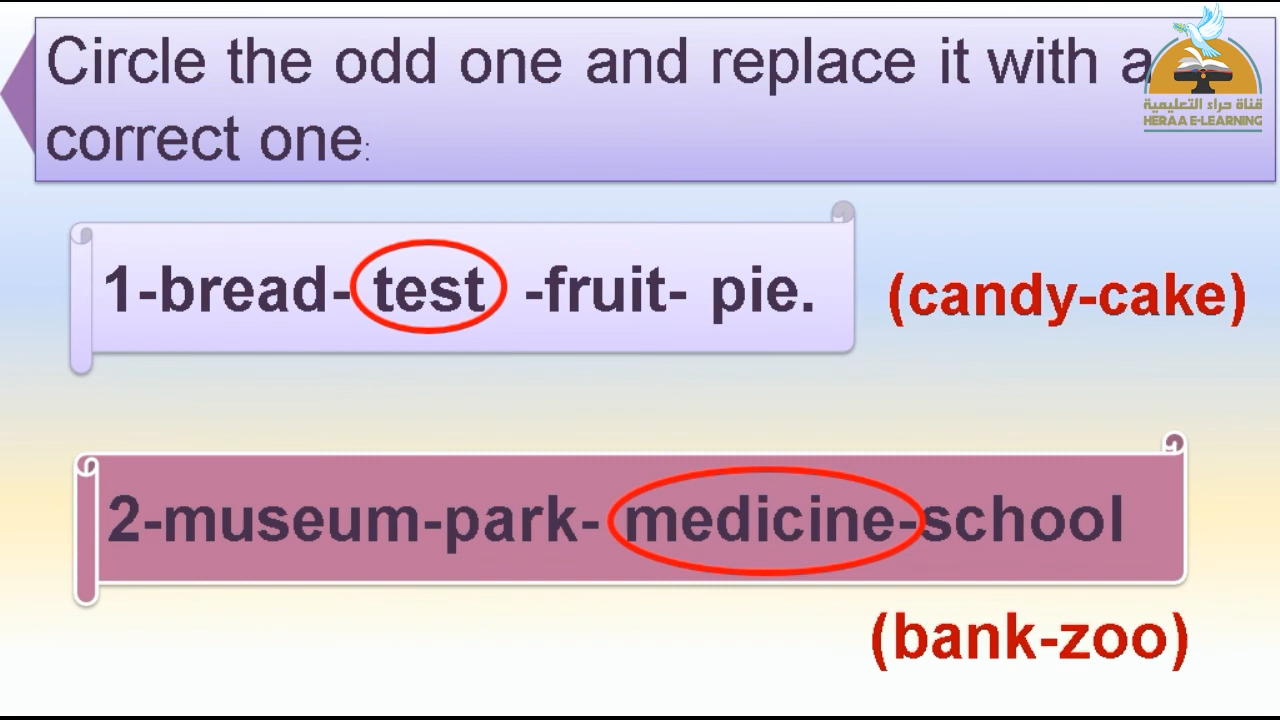 Circle the odd one and replace it with a
correct one:
قناة حراء التعليمية
HERAA E-LEARNING
1-bread- test -fruit- pie.
(candy-cake)
2-museum-park- medicine-school
(bank-zoo)